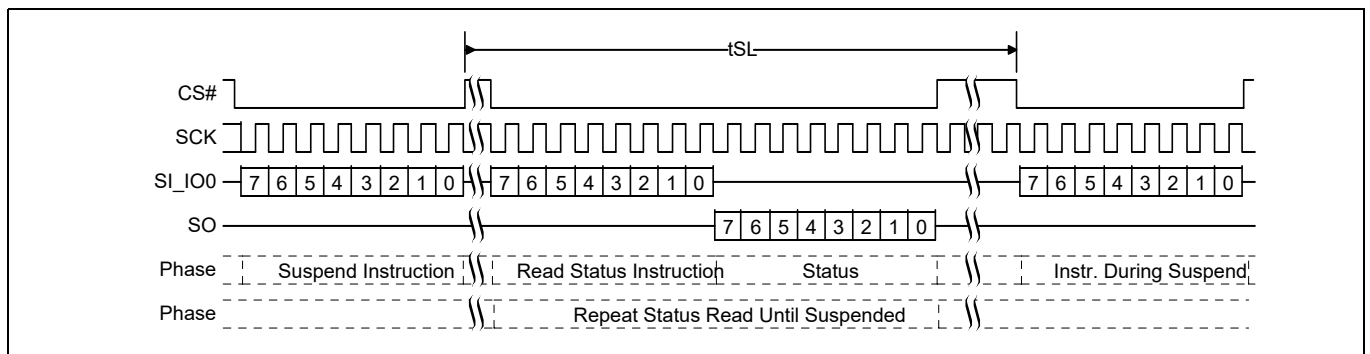 tSL
CS#
SCK
SI_IO0 7 6 5 4 3 2 1 0 7 6 5 4 3 2 1 0 7 6 5 4 3 2 1 0
SO 7 6 5 4 3 2 1 0
Phase Suspend Instruction Read Status Instruction Status Instr. During Suspend
Phase Repeat Status Read Until Suspended